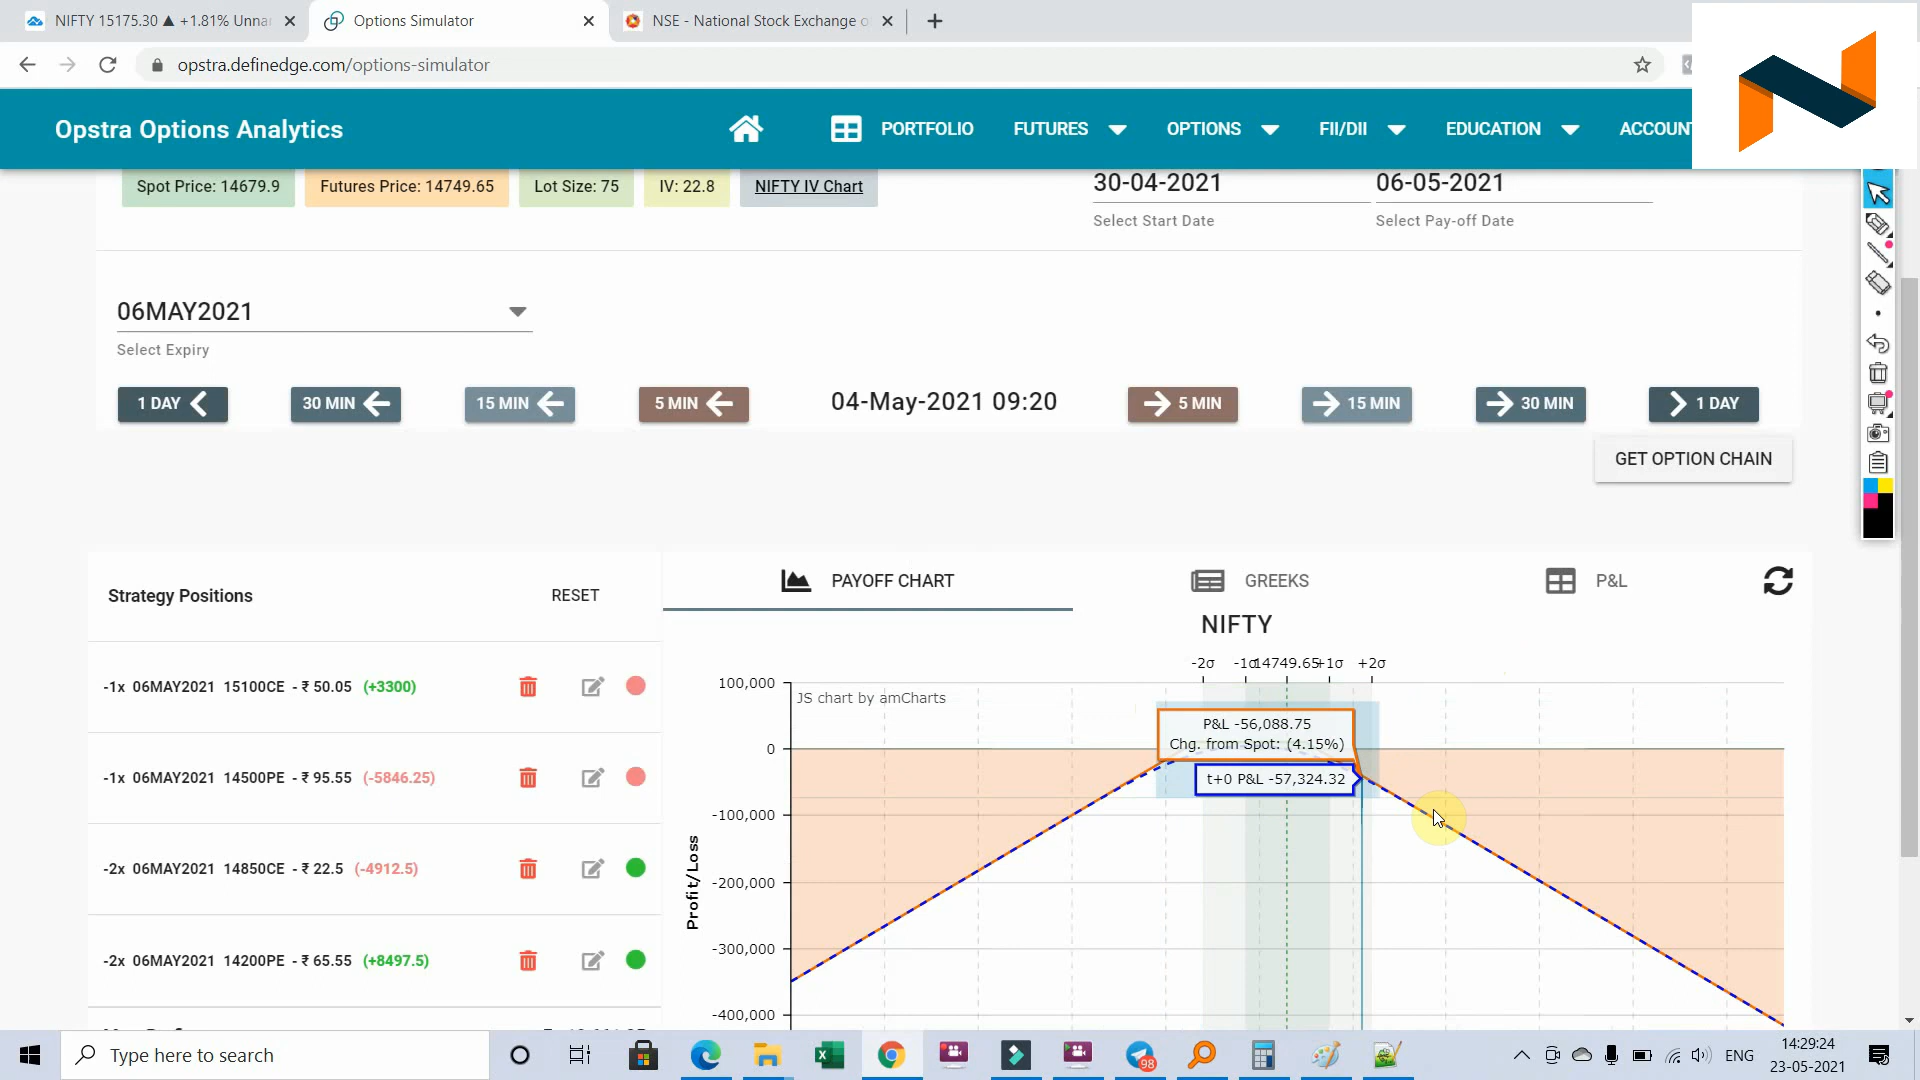 NIFTY 15175.30 ▲ +1.81% Unna
Options Simulator
NSE - National Stock Exchange o
opstra.definedge.com/options-simulator
Opstra Options Analytics
PORTFOLIO
FUTURES
OPTIONS
FII/DII
EDUCATION
ACCOUNT
Spot Price: 14679.9
Futures Price: 14749.65
Lot Size: 75
IV: 22.8
NIFTY IV Chart
30-04-2021
06-05-2021
Select Start Date
Select Pay-off Date
06MAY2021
Select Expiry
1 DAY
30 MIN
15 MIN
5 MIN
04-May-2021 09:20
5 MIN
15 MIN
30 MIN
1 DAY
GET OPTION CHAIN
Strategy Positions
RESET
PAYOFF CHART
GREEKS
P&L
NIFTY
-2σ -1σ 14749.65 +1σ +2σ
JS chart by amCharts
100,000
0
-100,000
-200,000
-300,000
-400,000
Profit/Loss
P&L -56,088.75
Chg. from Spot: (4.15%)
t+0 P&L -57,324.32
-1x 06MAY2021 15100CE - ₹ 50.05 (+3300)
-1x 06MAY2021 14500PE - ₹ 95.55 (-5846.25)
-2x 06MAY2021 14850CE - ₹ 22.5 (-4912.5)
-2x 06MAY2021 14200PE - ₹ 65.55 (+8497.5)
Type here to search
98
ENG
14:29:24
23-05-2021